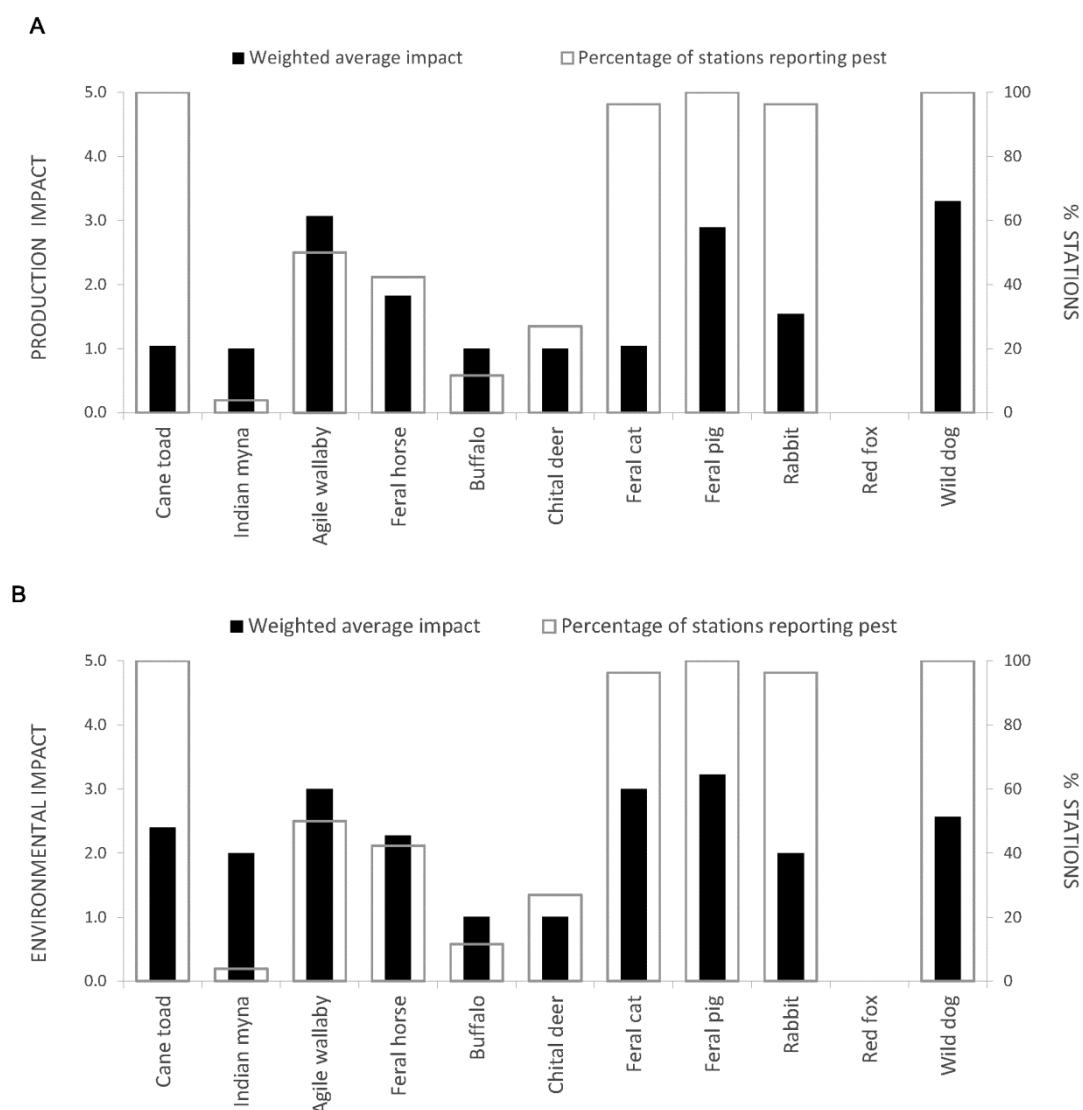 A
Weighted average impact Percentage of stations reporting pest
5.0 100
4.0 80
3.0 60
2.0 40
1.0 20
0.0 0
PRODUCTION IMPACT
% STATIONS
Cane toad
Indian myna
Agile wallaby
Feral horse
Buffalo
Chital deer
Feral cat
Feral pig
Rabbit
Red fox
Wild dog
B
Weighted average impact Percentage of stations reporting pest
5.0 100
4.0 80
3.0 60
2.0 40
1.0 20
0.0 0
ENVIRONMENTAL IMPACT
% STATIONS
Cane toad
Indian myna
Agile wallaby
Feral horse
Buffalo
Chital deer
Feral cat
Feral pig
Rabbit
Red fox
Wild dog